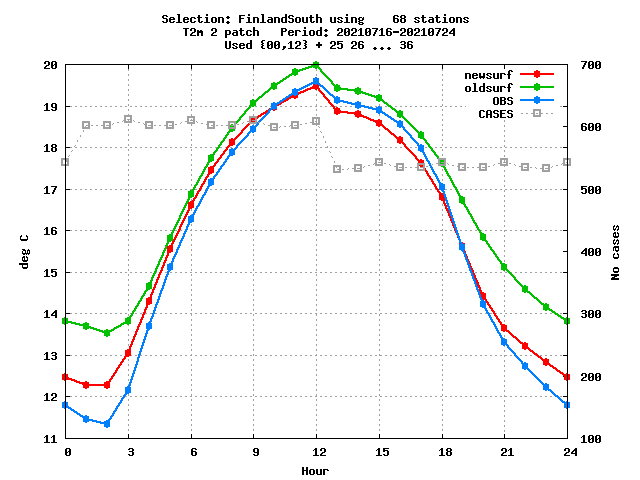 Selection: FinlandSouth using 68 stations
T2m 2 patch Period: 20210716-20210724
Used {00,12} + 25 26 ... 36
newsurf
oldsurf
OBS
CASES
deg C
20
19
18
17
16
15
14
13
12
11
700
600
500
400
300
200
100
No cases
0 3 6 9 12 15 18 21 24
Hour